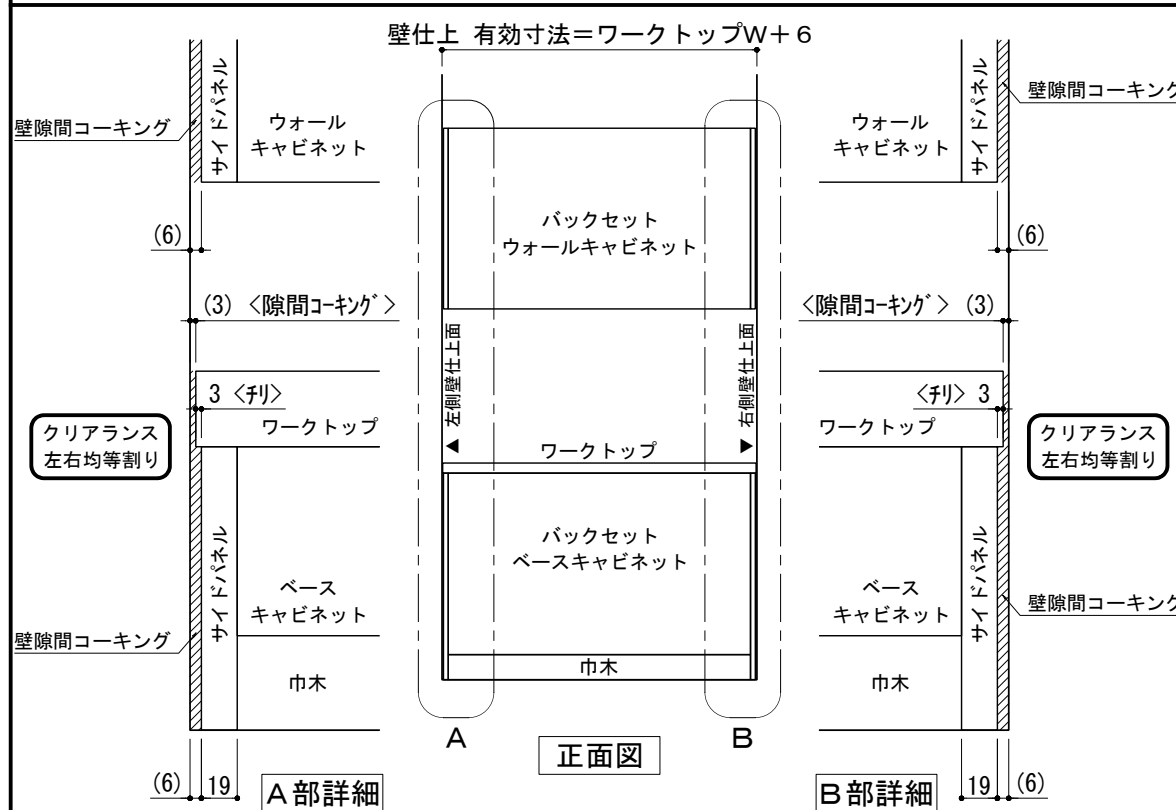 壁仕上 有効寸法＝ワークトップW＋6
壁隙間コーキング
サイドパネル
ウォール
キャビネット
(6)
(3) <隙間ｺｰｷﾝｸﾞ>
3 <ﾁﾘ>
ワークトップ
クリアランス
左右均等割り
サイドパネル
ベース
キャビネット
壁隙間コーキング
巾木
(6) 19
A部詳細
バックセット
ウォールキャビネット
左側壁仕上面
右側壁仕上面
ワークトップ
バックセット
ベースキャビネット
巾木
A
B
正面図
ウォール
キャビネット
サイドパネル
壁隙間コーキング
(6)
<隙間ｺｰｷﾝｸﾞ> (3)
<ﾁﾘ> 3
ワークトップ
クリアランス
左右均等割り
ベース
キャビネット
サイドパネル
壁隙間コーキング
巾木
B部詳細
19 (6)